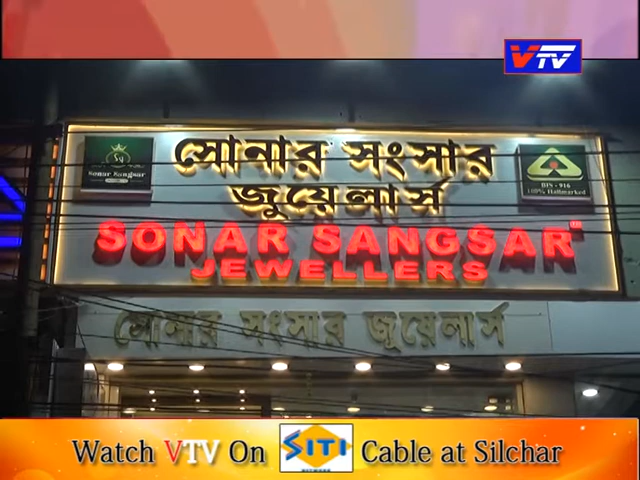 VTV
Sonar Sangsar
সোনার সংসার
জুয়েলার্স
SONAR SANGSAR
JEWELLERS
BIS - 916
100% Hallmarked
সোনার সংসার জুয়েলার্স
Watch VTV On SITI Cable at Silchar